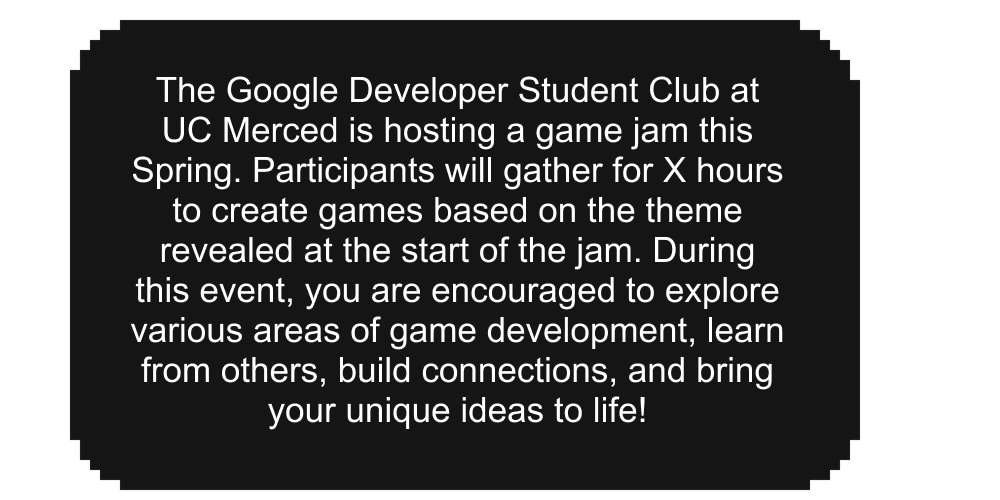 The Google Developer Student Club at
UC Merced is hosting a game jam this
Spring. Participants will gather for X hours
to create games based on the theme
revealed at the start of the jam. During
this event, you are encouraged to explore
various areas of game development, learn
from others, build connections, and bring
your unique ideas to life!